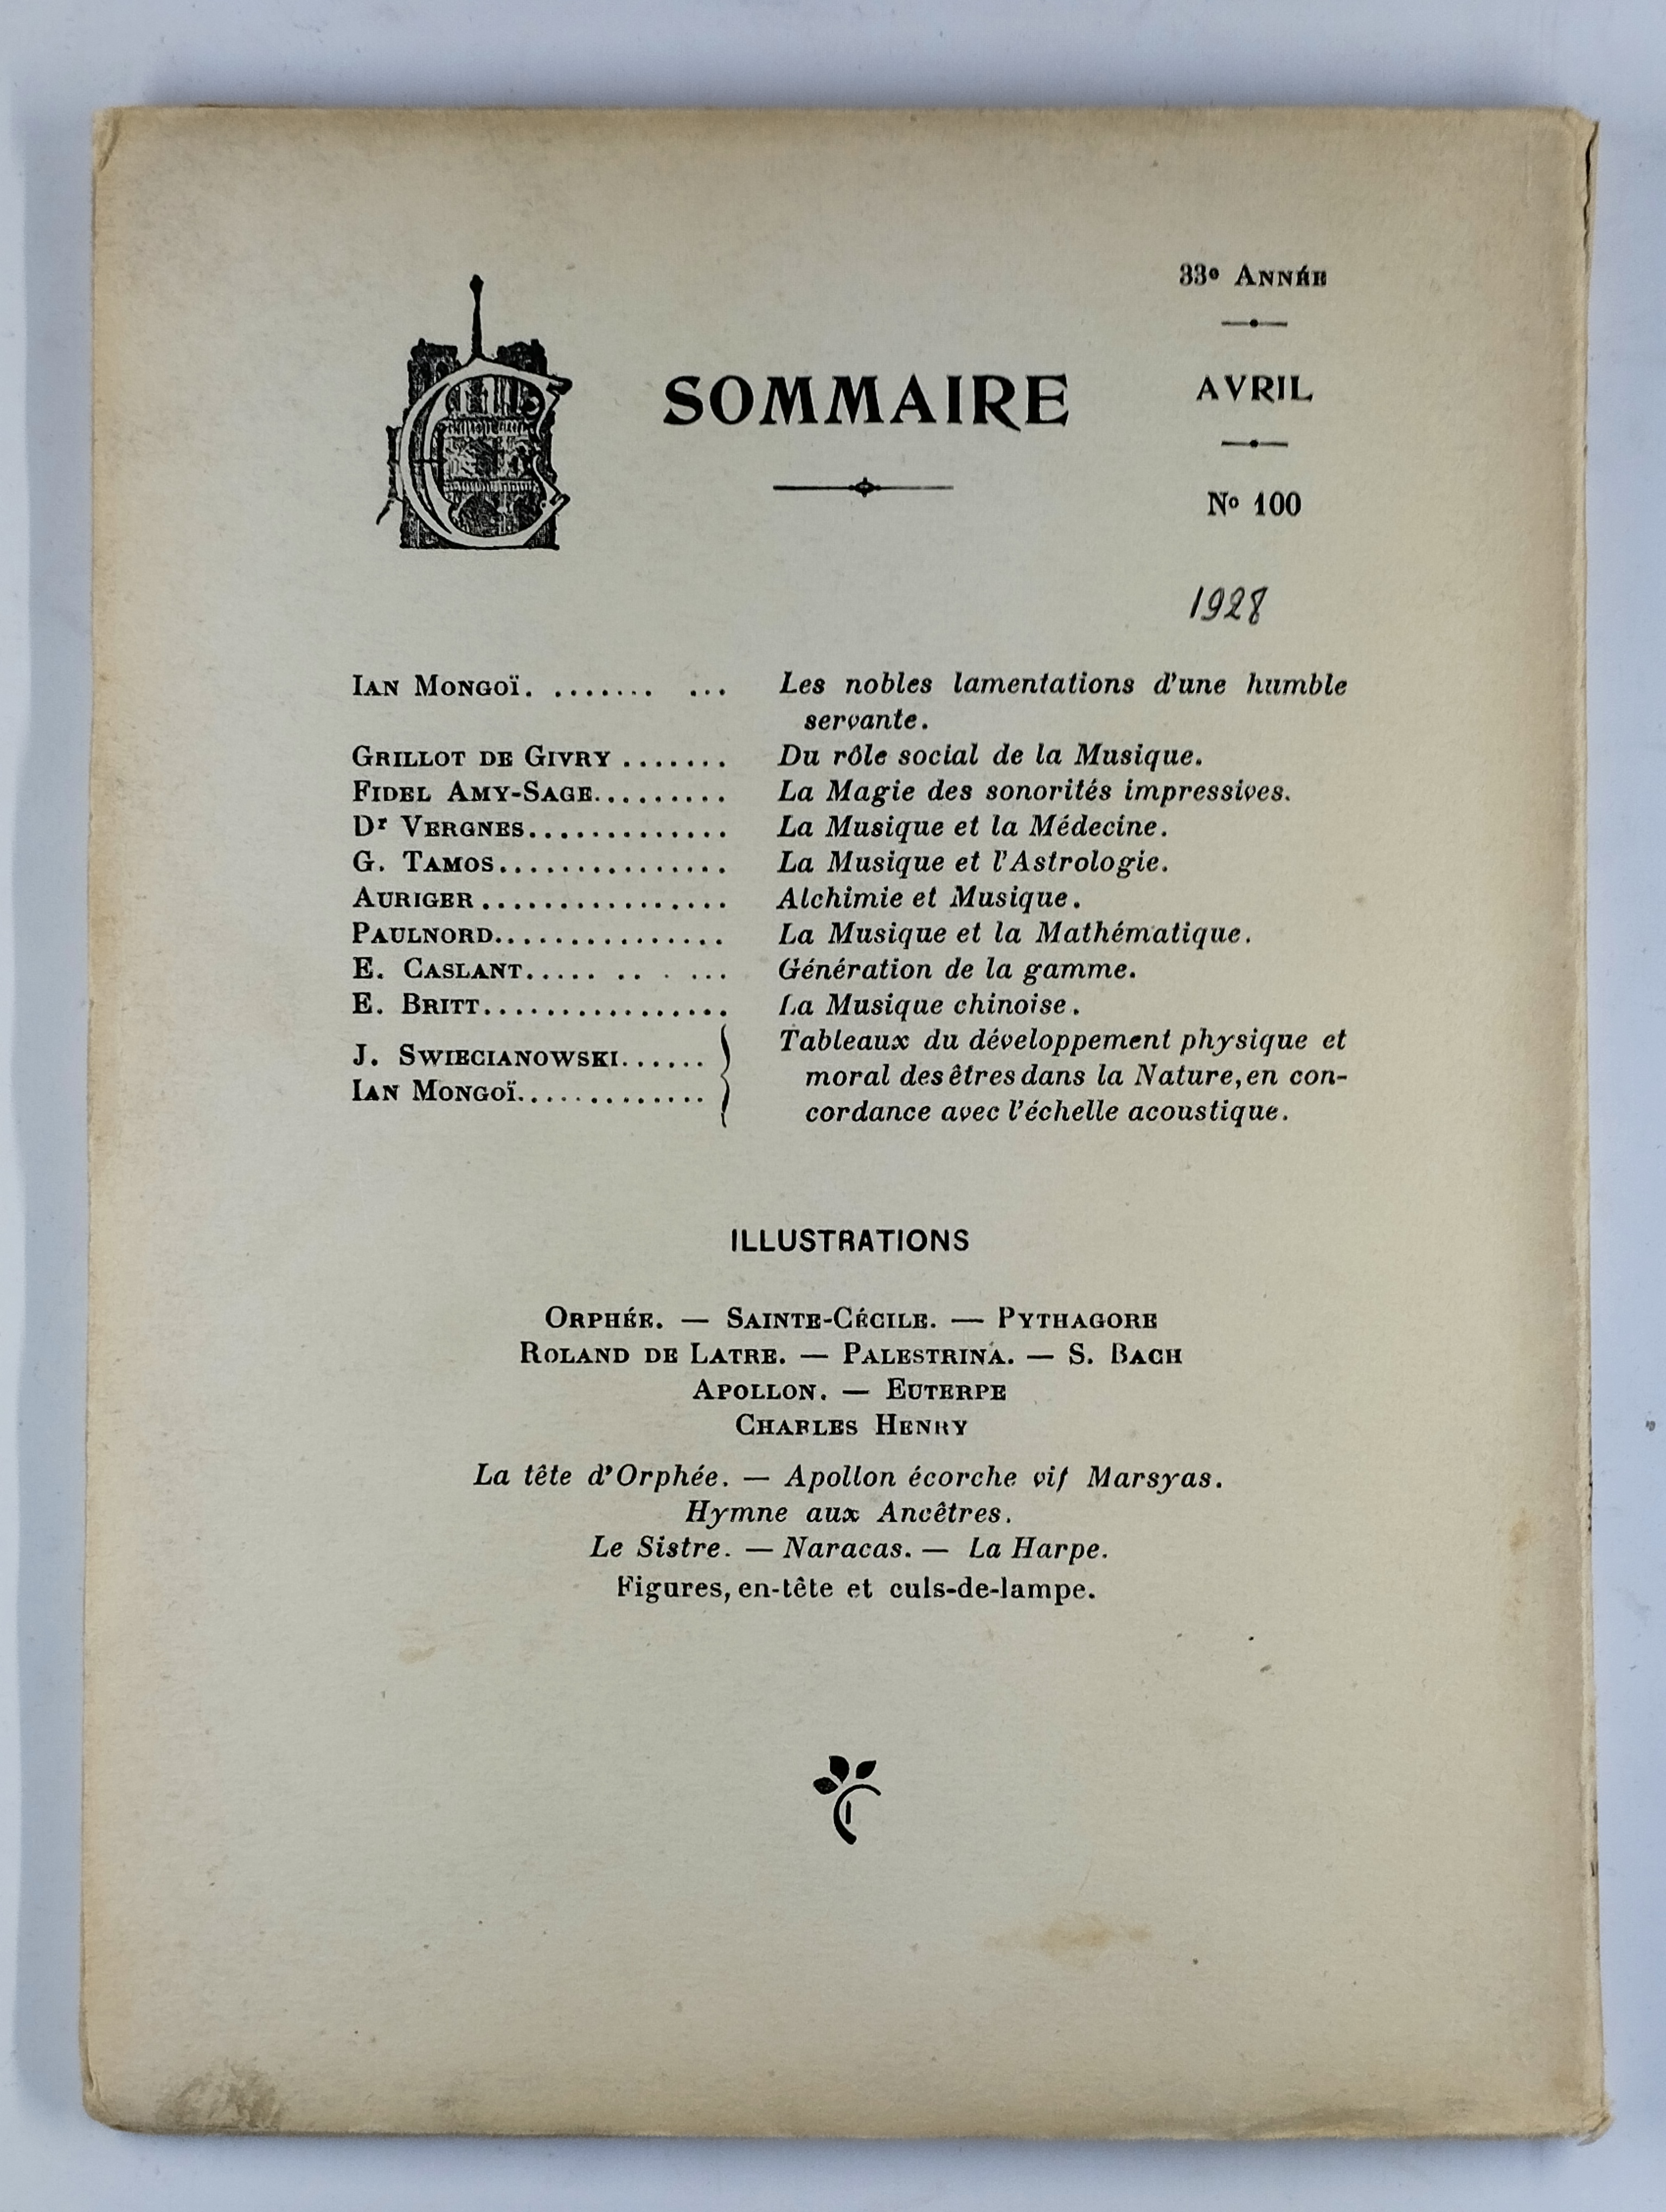 33e ANNÉE
SOMMAIRE
AVRIL
No 100
1928
IAN MONGOÏ. ....... ... Les nobles lamentations d'une humble
servante.
GRILLOT DE GIVRY ....... Du rôle social de la Musique.
FIDEL AMY-SAGE......... La Magie des sonorités impressives.
Dr VERGNES............. La Musique et la Médecine.
G. TAMOS............... La Musique et l'Astrologie.
AURIGER ................ Alchimie et Musique.
PAULNORD............... La Musique et la Mathématique.
E. CASLANT..... .. . ... Génération de la gamme.
E. BRITT................ La Musique chinoise.
J. SWIECIANOWSKI...... Tableaux du développement physique et
IAN MONGOÏ............. moral des êtres dans la Nature, en con-
cordance avec l'échelle acoustique.
ILLUSTRATIONS
ORPHÉE. — SAINTE-CÉCILE. — PYTHAGORE
ROLAND DE LATRE. — PALESTRINA. — S. BACH
APOLLON. — EUTERPE
CHARLES HENRY
La tête d'Orphée. — Apollon écorche vif Marsyas.
Hymne aux Ancêtres.
Le Sistre. — Naracas. — La Harpe.
Figures, en-tête et culs-de-lampe.